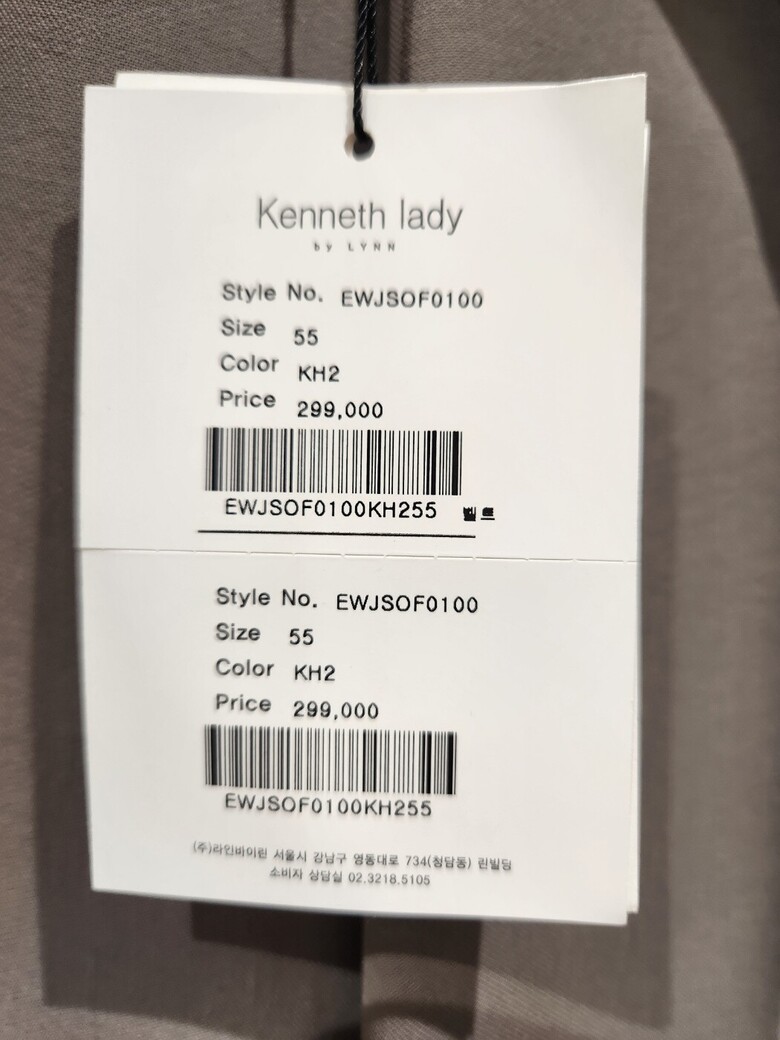 Kenneth lady
by LYNN
Style No. EWJSOF0100
Size 55
Color KH2
Price 299,000
EWJSOF0100KH255 벨트
Style No. EWJSOF0100
Size 55
Color KH2
Price 299,000
EWJSOF0100KH255
(주)라인바이린 서울시 강남구 영동대로 734(청담동) 린빌딩
소비자 상담실 02.3218.5105